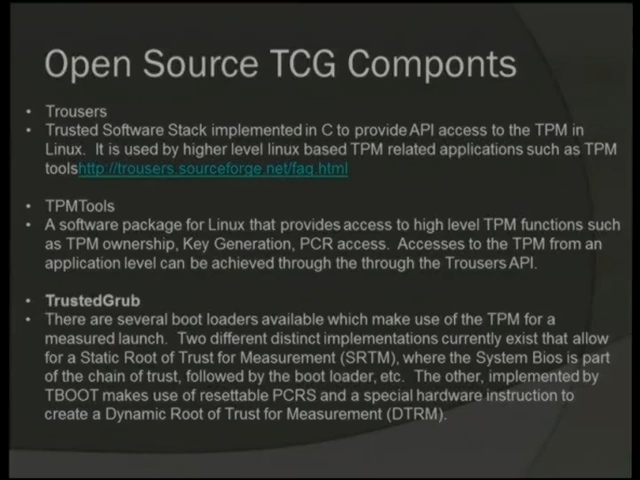 Open Source TCG Componts
• Trousers
• Trusted Software Stack implemented in C to provide API access to the TPM in
Linux. It is used by higher level linux based TPM related applications such as TPM
toolshttp://trousers.sourceforge.net/faq.html
• TPMTools
• A software package for Linux that provides access to high level TPM functions such
as TPM ownership, Key Generation, PCR access. Accesses to the TPM from an
application level can be achieved through the through the Trousers API.
• TrustedGrub
• There are several boot loaders available which make use of the TPM for a
measured launch. Two different distinct implementations currently exist that allow
for a Static Root of Trust for Measurement (SRTM), where the System Bios is part
of the chain of trust, followed by the boot loader, etc. The other, implemented by
TBOOT makes use of resettable PCRS and a special hardware instruction to
create a Dynamic Root of Trust for Measurement (DTRM).